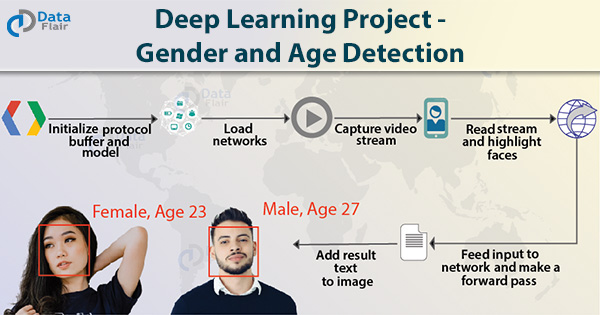 Data
Flair
Deep Learning Project -
Gender and Age Detection
Data
Flair
Initialize protocol
buffer and
model
Load
networks
Capture video
stream
Read stream
and highlight
faces
Feed input to
network and make a
forward pass
Add result
text
to image
Female, Age 23
Male, Age 27